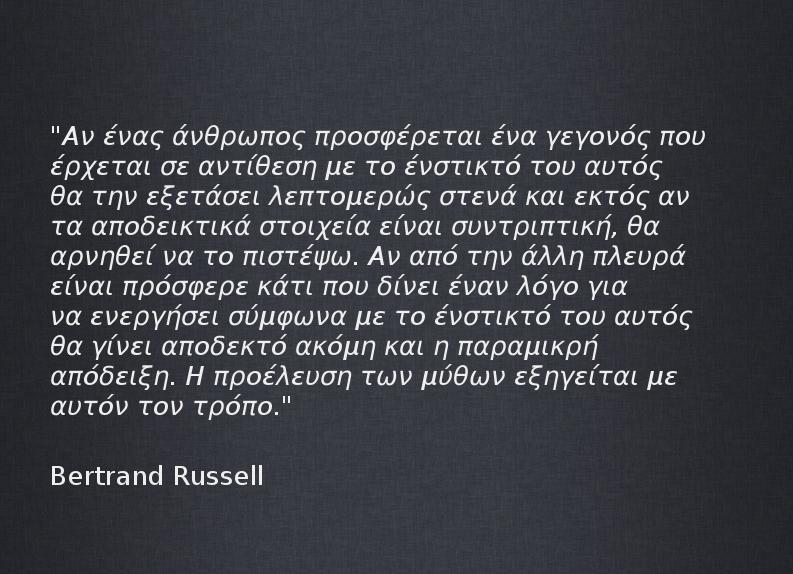 "Αν ένας άνθρωπος προσφέρεται ένα γεγονός που
έρχεται σε αντίθεση με το ένστικτό του αυτός
θα την εξετάσει λεπτομερώς στενά και εκτός αν
τα αποδεικτικά στοιχεία είναι συντριπτική, θα
αρνηθεί να το πιστέψω. Αν από την άλλη πλευρά
είναι πρόσφερε κάτι που δίνει έναν λόγο για
να ενεργήσει σύμφωνα με το ένστικτό του αυτός
θα γίνει αποδεκτό ακόμη και η παραμικρή
απόδειξη. Η προέλευση των μύθων εξηγείται με
αυτόν τον τρόπο."
Bertrand Russell